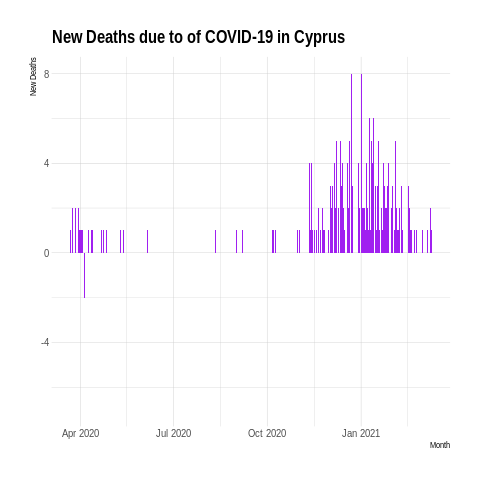 New Deaths due to of COVID-19 in Cyprus
New Deaths
8
4
0
-4
Apr 2020 Jul 2020 Oct 2020 Jan 2021
Month